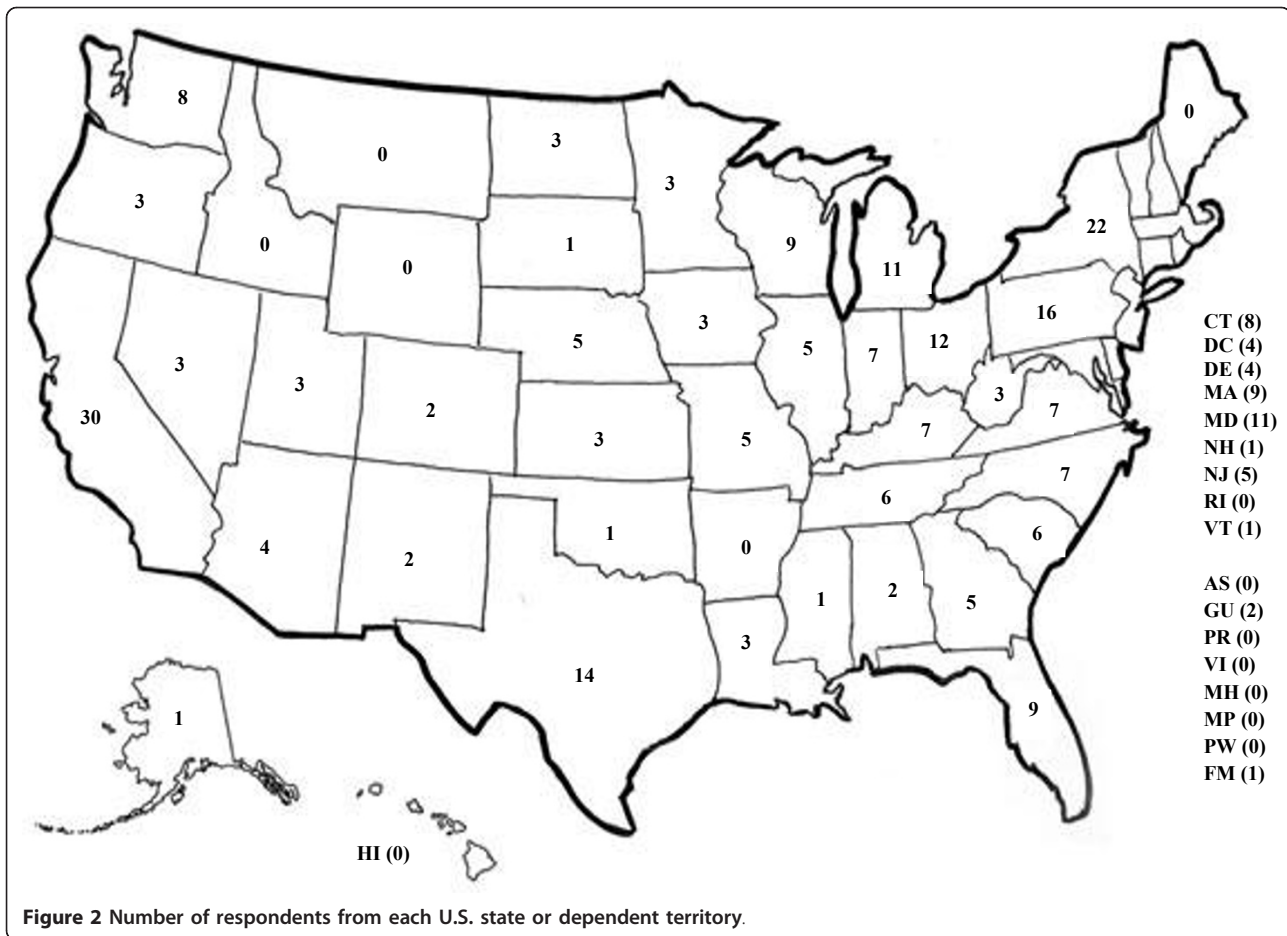 8
0
3
3
0
3
0
0
1
9
11
22
0
3
3
2
5
3
5
7
12
16
30
3
5
7
3
7
4
2
1
0
6
7
6
14
3
1
2
5
9
1
HI (0)
CT (8)
DC (4)
DE (4)
MA (9)
MD (11)
NH (1)
NJ (5)
RI (0)
VT (1)
AS (0)
GU (2)
PR (0)
VI (0)
MH (0)
MP (0)
PW (0)
FM (1)
Figure 2 Number of respondents from each U.S. state or dependent territory.